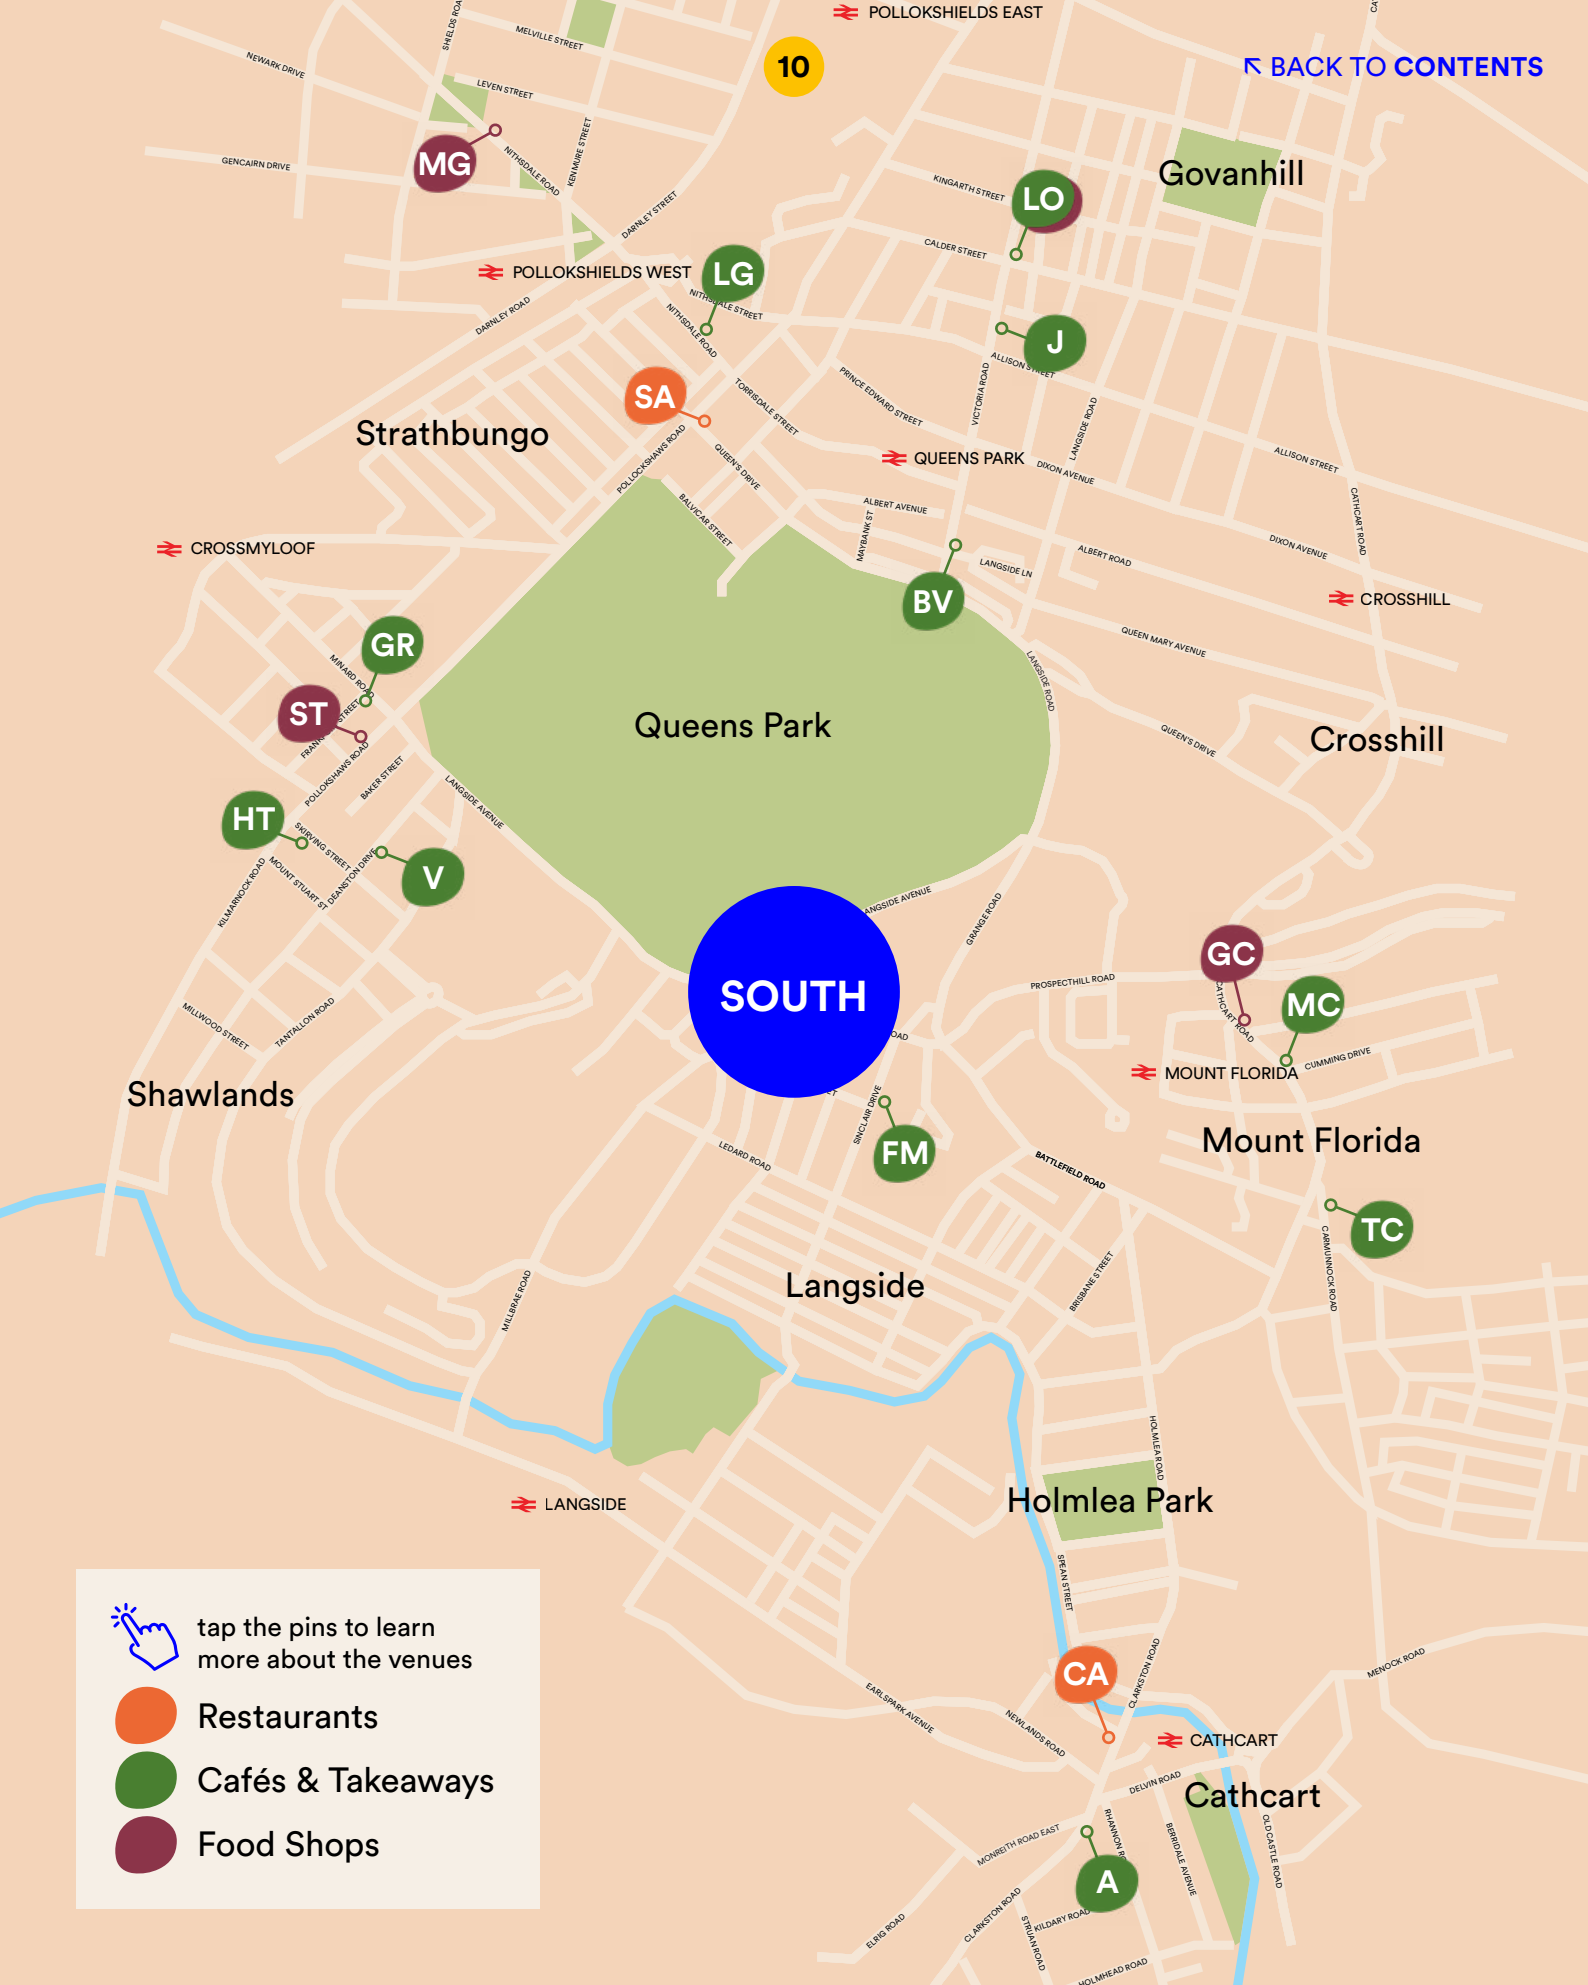 POLLOKSHIELDS EAST
10
BACK TO CONTENTS
SHIELDS ROA
MELVILLE STREET
NEWARK DRIVE
LEVEN STREET
KENMURE STREET
MG
NITHSDALE ROAD
GENCAIRN DRIVE
DARNLEY STREET
KINGARTH STREET
LO
Govanhill
CALDER STREET
POLLOKSHIELDS WEST
LG
NITHSDALE STREET
NITHSDALE ROAD
DARNLEY ROAD
J
ALLISON STREET
SA
TORRISDALE STREET
PRINCE EDWARD STREET
VICTORIA ROAD
LANGSIDE ROAD
Strathbungo
POLLOCKSHAWS ROAD
QUEEN'S DRIVE
QUEENS PARK
DIXON AVENUE
ALLISON STREET
BALVICAR STREET
ALBERT AVENUE
MAYBANK ST
CATHCART ROAD
CROSSMYLOOF
LANGSIDE LN
ALBERT ROAD
DIXON AVENUE
BV
CROSSHILL
GR
MINARD ROAD
QUEEN MARY AVENUE
LANGSIDE ROAD
ST
Queens Park
QUEEN'S DRIVE
Crosshill
POLLOKSHAWS ROAD
BAKER STREET
LANGSIDE AVENUE
HT
SKIRVING STREET
MOUNT STUART ST
DEANSTON DRIVE
V
KILMARNOCK ROAD
ANGSIDE AVENUE
GRANGE ROAD
GC
PROSPECTHILL ROAD
CATHCART ROAD
MC
SOUTH
MILLWOOD STREET
TANTALLON ROAD
OAD
CUMMING DRIVE
MOUNT FLORIDA
Shawlands
SINCLAIR DRIVE
FM
LEDARD ROAD
BATTLEFIELD ROAD
Mount Florida
TC
CARMUNNOCK ROAD
Langside
BRISBANE STREET
MILLBRAE ROAD
HOLMLEA ROAD
LANGSIDE
Holmlea Park
SPEAN STREET
tap the pins to learn
more about the venues
Restaurants
Cafés & Takeaways
Food Shops
CA
CLARKSTON ROAD
MENOCK ROAD
EARLSPARK AVENUE
NEWLANDS ROAD
CATHCART
DELVIN ROAD
Cathcart
MONREITH ROAD EAST
RHANNON RO
BERRIDALE AVENUE
OLD CASTLE ROAD
A
CLARKSTON ROAD
ELRIG ROAD
STRUAN ROAD
KILDARY ROAD
HOLMHEAD ROAD